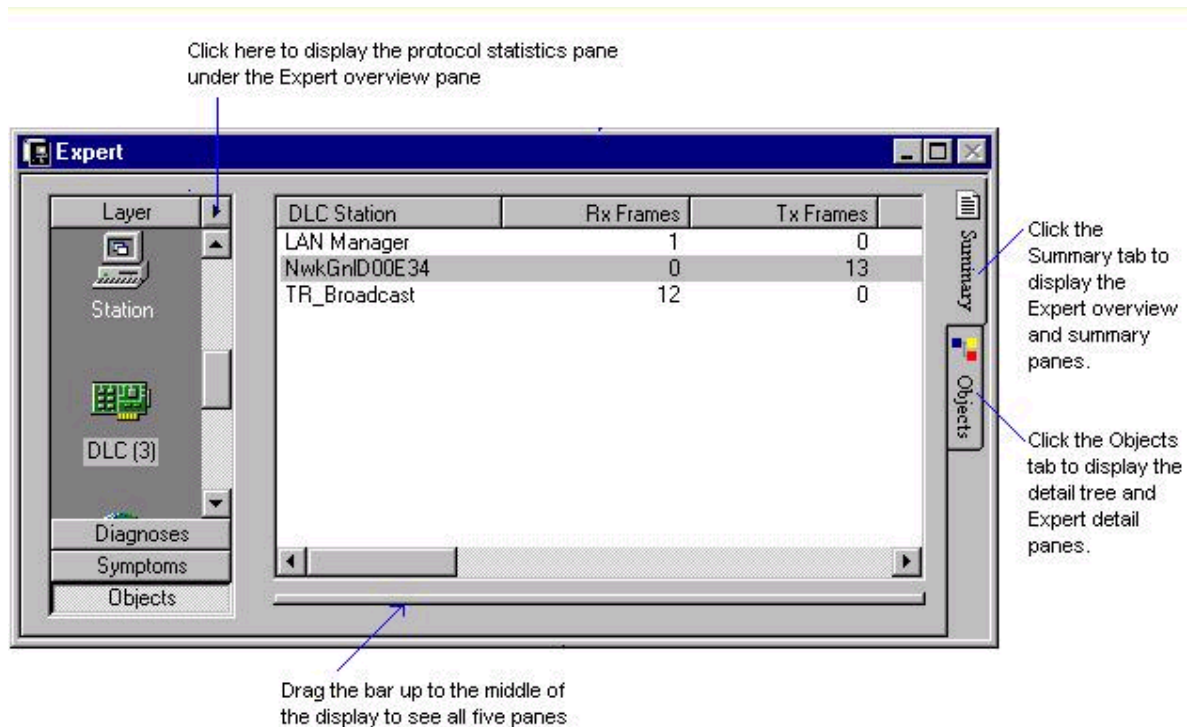 Click here to display the protocol statistics pane
under the Expert overview pane
Expert
Layer
Station
DLC (3)
Diagnoses
Symptoms
Objects
DLC Station Rx Frames Tx Frames
LAN Manager 1 0
NwkGnlD00E34 0 13
TR_Broadcast 12 0
Summary
Objects
Click the
Summary tab to
display the
Expert overview
and summary
panes.
Click the Objects
tab to display the
detail tree and
Expert detail
panes.
Drag the bar up to the middle of
the display to see all five panes